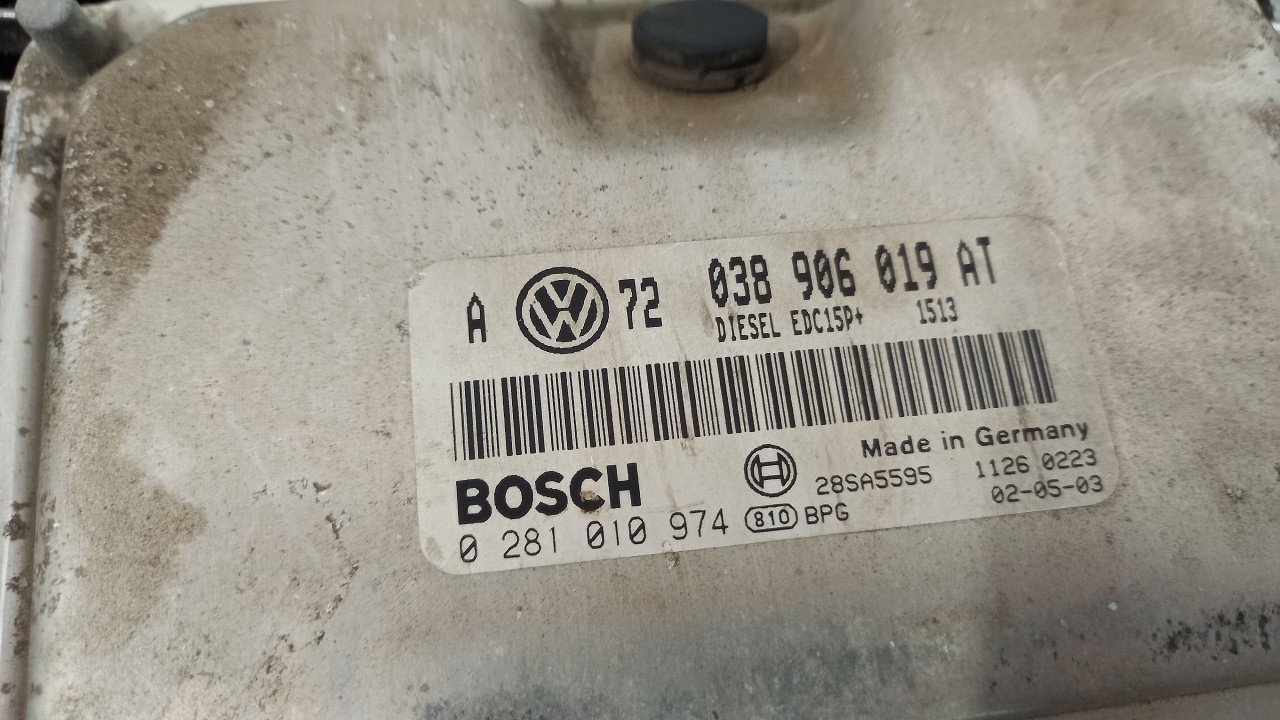 A VW 72 038 906 019 AT
DIESEL EDC15P+ 1513
Made in Germany
BOSCH 28SA5595 1126 0223
0 281 010 974 810 BPG 02-05-03